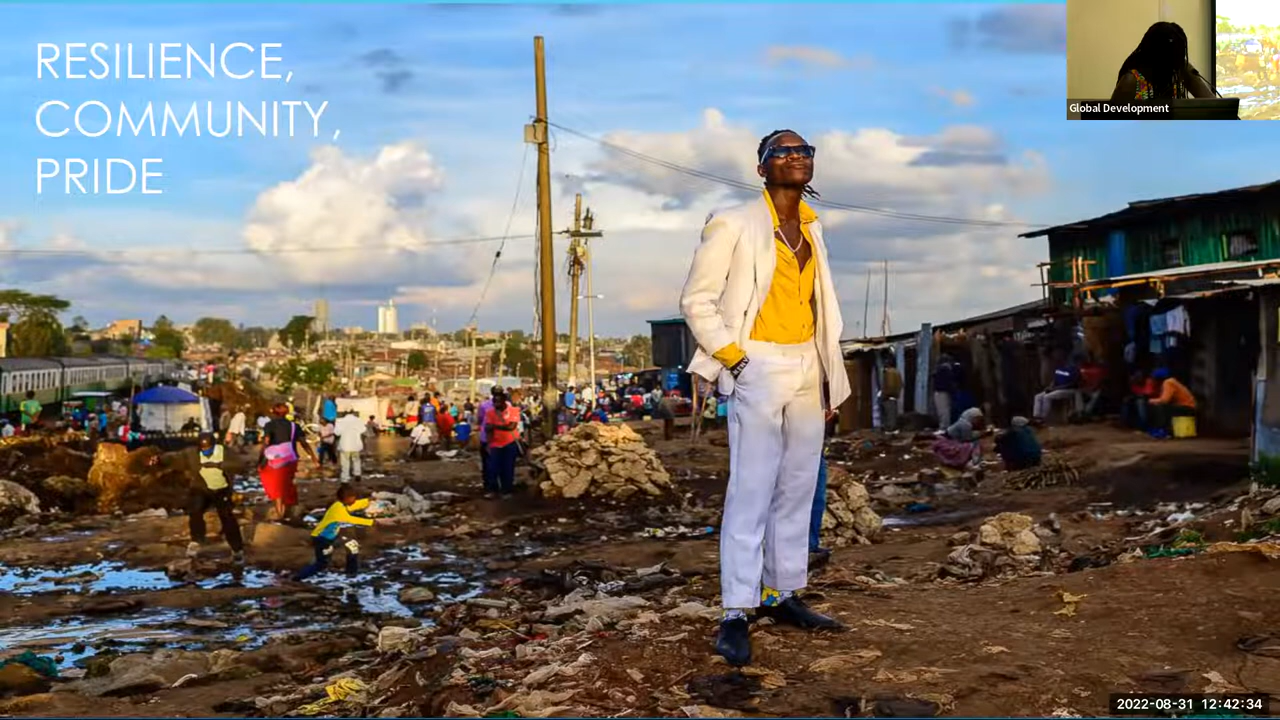 RESILIENCE,
COMMUNITY,
PRIDE
Global Development
2022-08-31 12:42:34